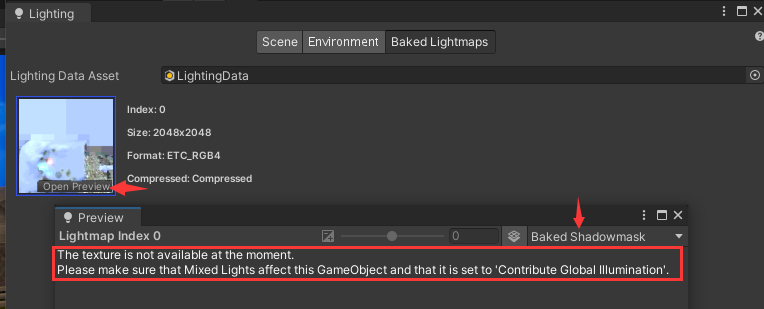 Lighting
Scene
Environment
Baked Lightmaps
Lighting Data Asset
LightingData
Index: 0
Size: 2048x2048
Format: ETC_RGB4
Compressed: Compressed
Open Preview
Preview
Lightmap Index 0
0
Baked Shadowmask
The texture is not available at the moment.
Please make sure that Mixed Lights affect this GameObject and that it is set to 'Contribute Global Illumination'.